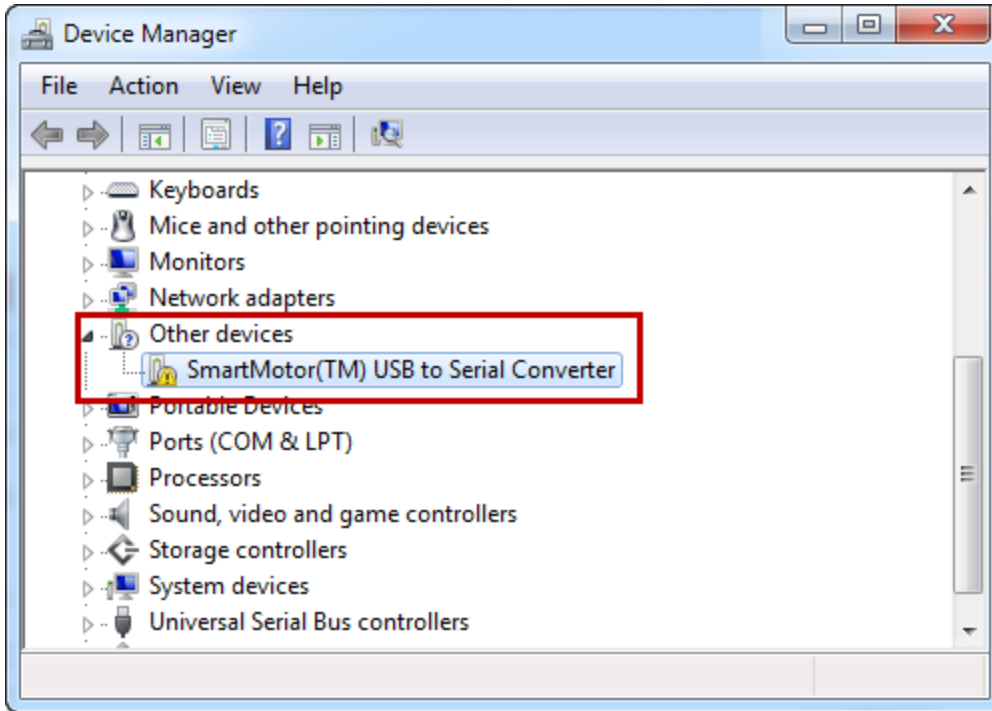 Device Manager
File Action View Help
Keyboards
Mice and other pointing devices
Monitors
Network adapters
Other devices
SmartMotor(TM) USB to Serial Converter
Portable Devices
Ports (COM & LPT)
Processors
Sound, video and game controllers
Storage controllers
System devices
Universal Serial Bus controllers